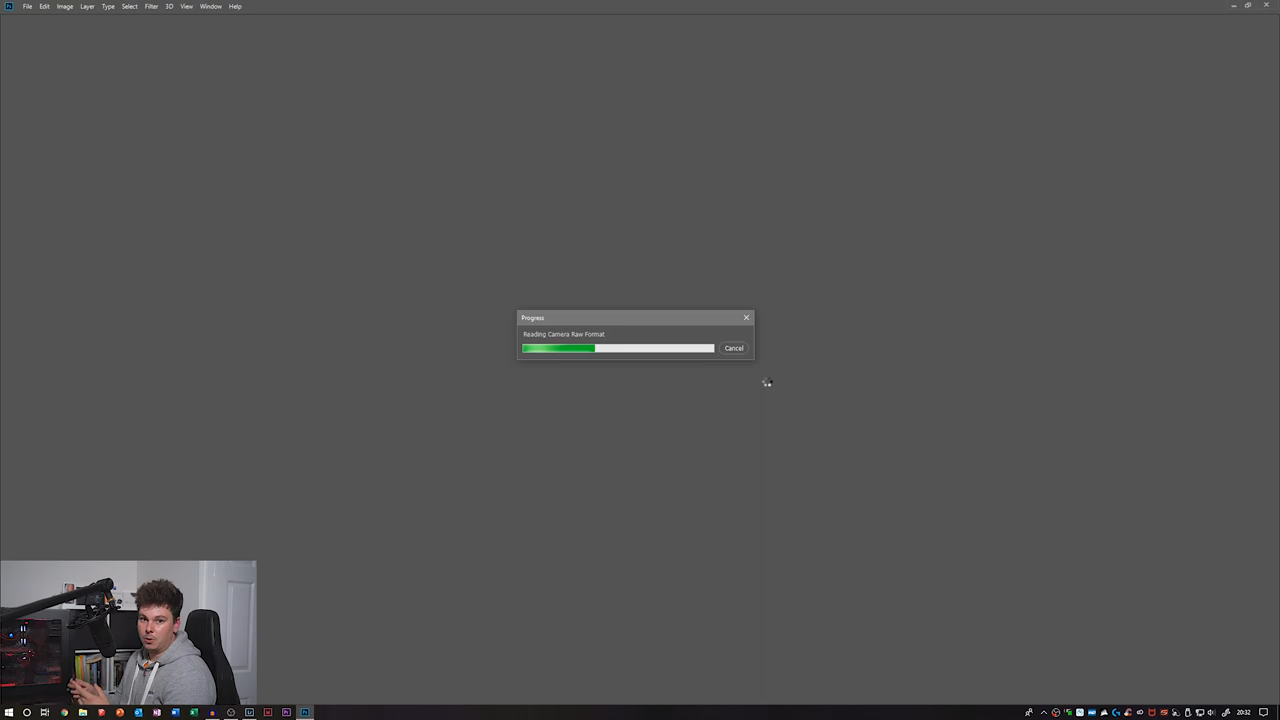 Ps File Edit Image Layer Type Select Filter 3D View Window Help
Progress
Reading Camera Raw Format
Cancel
20:32